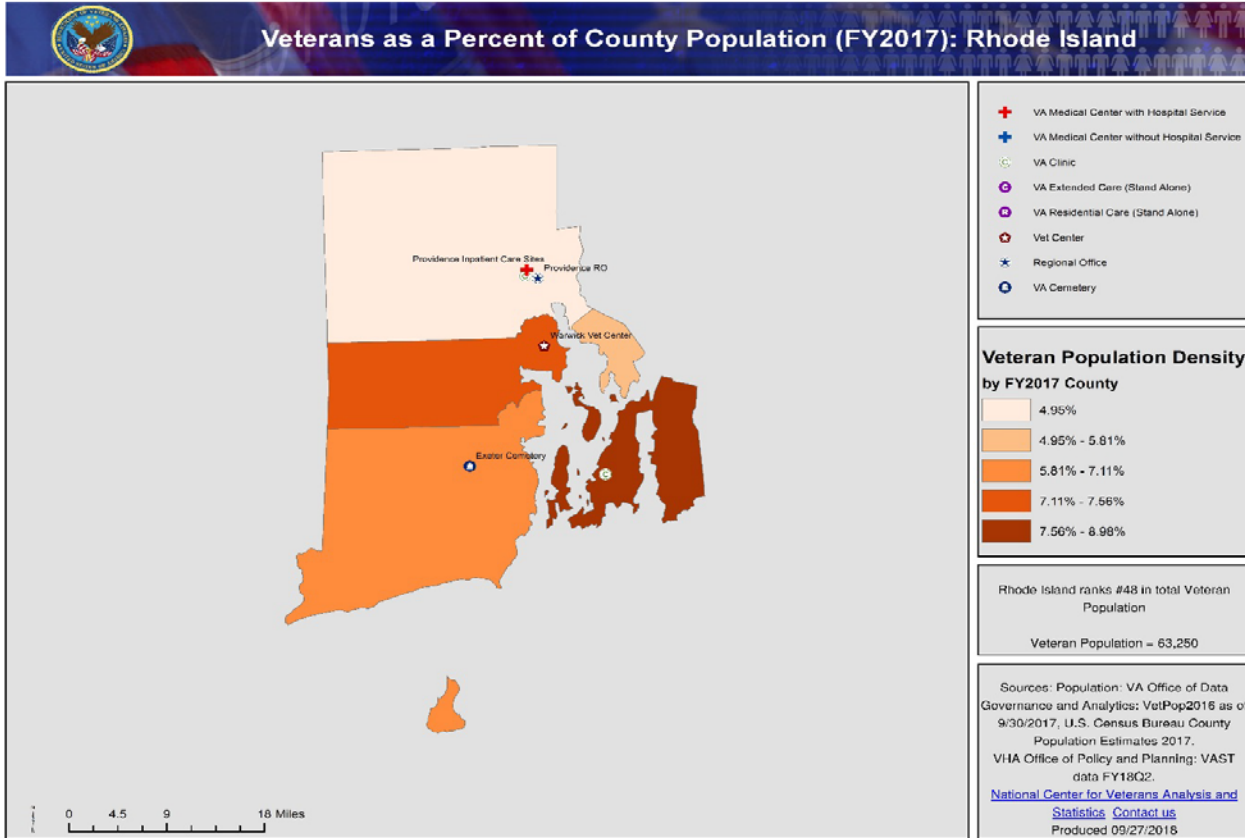 Veterans as a Percent of County Population (FY2017): Rhode Island
Providence Inpatient Care Sites
Providence RO
Warwick Vet Center
Exeter Cemetery
C
0 4.5 9 18 Miles
VA Medical Center with Hospital Service
VA Medical Center without Hospital Service
VA Clinic
VA Extended Care (Stand Alone)
R
VA Residential Care (Stand Alone)
Vet Center
Regional Office
VA Cemetery
Veteran Population Density
by FY2017 County
4.95%
4.95% - 5.81%
5.81% - 7.11%
7.11% - 7.56%
7.56% - 8.98%
Rhode Island ranks #48 in total Veteran
Population
Veteran Population = 63,250
Sources: Population: VA Office of Data
Governance and Analytics: VetPop2016 as of
9/30/2017, U.S. Census Bureau County
Population Estimates 2017.
VHA Office of Policy and Planning: VAST
data FY18Q2.
National Center for Veterans Analysis and
Statistics Contact us
Produced 09/27/2018